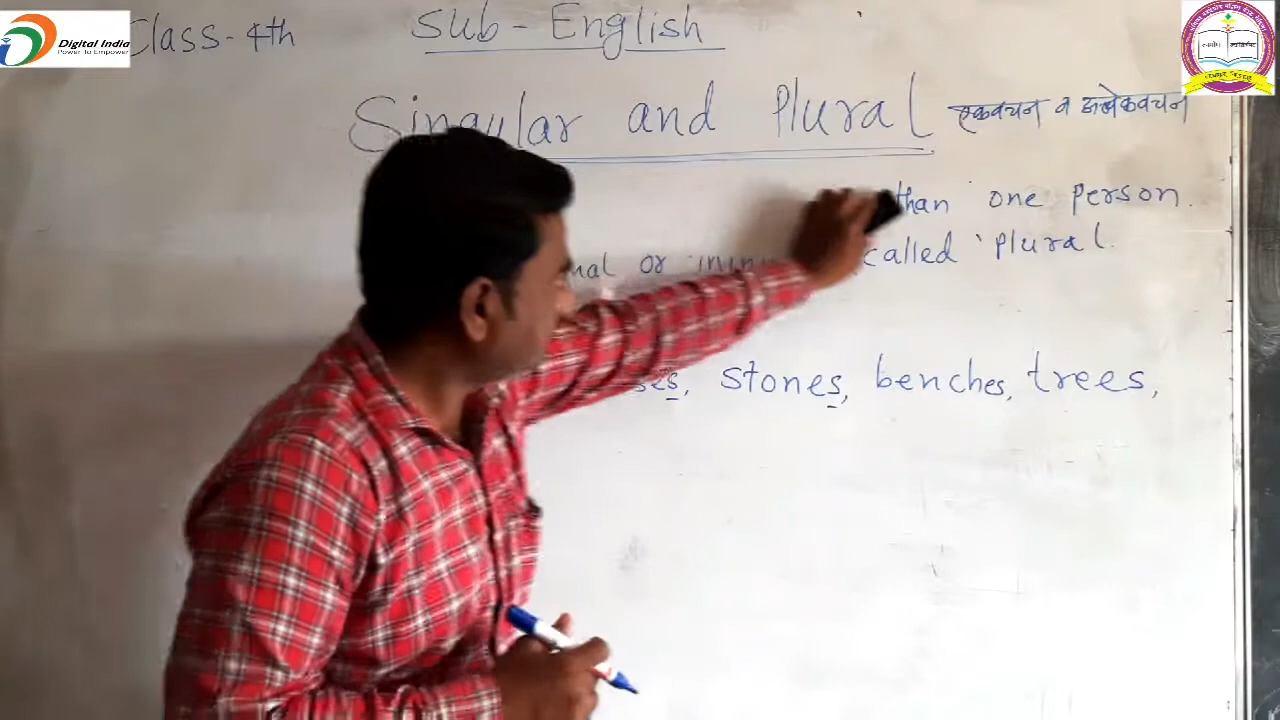 Digital India
Power To Empower
Class-4th
Sub - English
Singular and Plural एकवचन व अनेकवचन
than one person.
or called 'Plural.
stones, benches, trees,